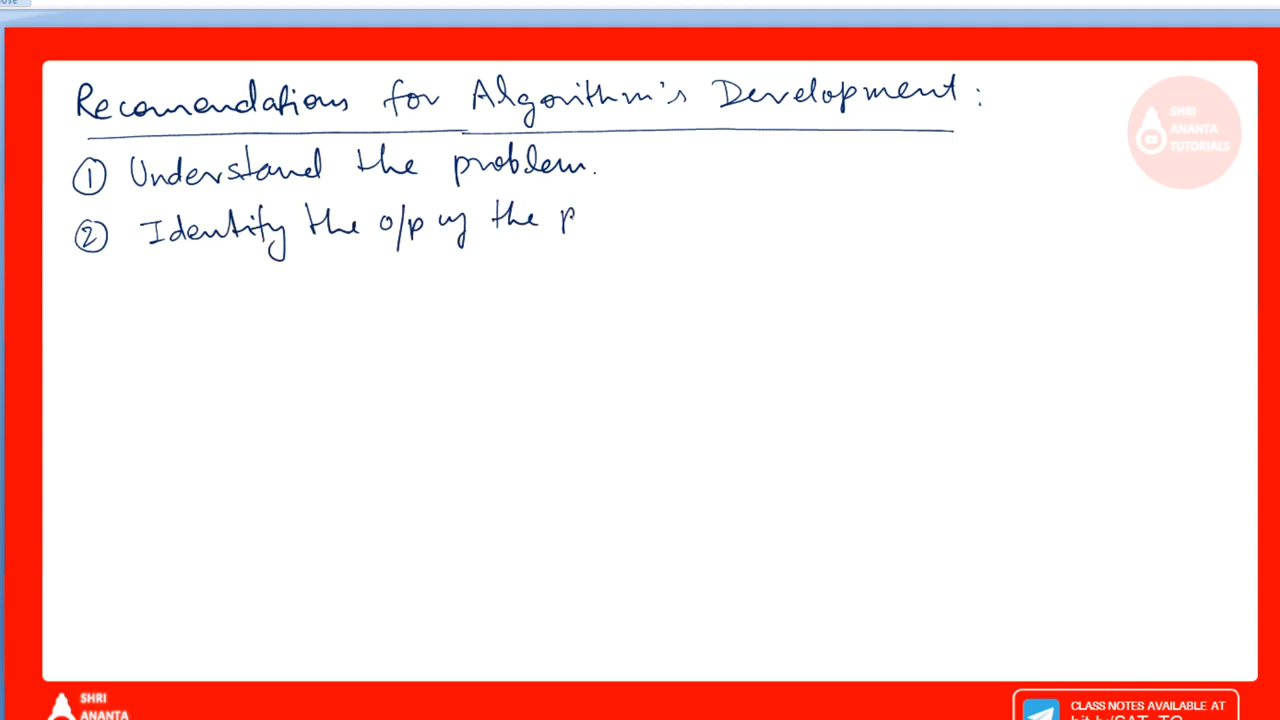 Recomendations for Algorithm's Development:
① Understand the problem.
② Identify the o/p of the p
SHRI
ANANTA
TUTORIALS
SHRI
ANANTA
CLASS NOTES AVAILABLE AT